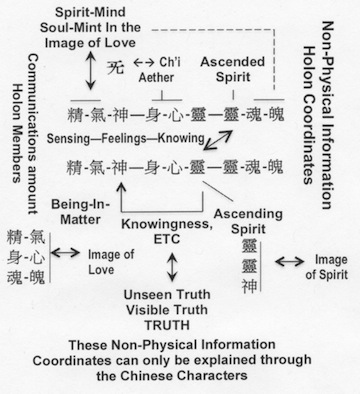 Spirit-Mind
Soul-Mint In the
Image of Love
Ch'i
Aether
Ascended
Spirit
精-氣-神—身-心-靈—靈-魂-魄
Sensing—Feelings—Knowing
精-氣-神—身-心-靈—靈-魂-魄
Communications amount
Holon Members
Non-Physical Information
Holon Coordinates
Being-In-
Matter
Knowingness,
ETC
Ascending
Spirit
精-氣
身-心
魂-魄
Image of
Love
靈
靈
神
Image
of Spirit
Unseen Truth
Visible Truth
TRUTH
These Non-Physical Information
Coordinates can only be explained through
the Chinese Characters